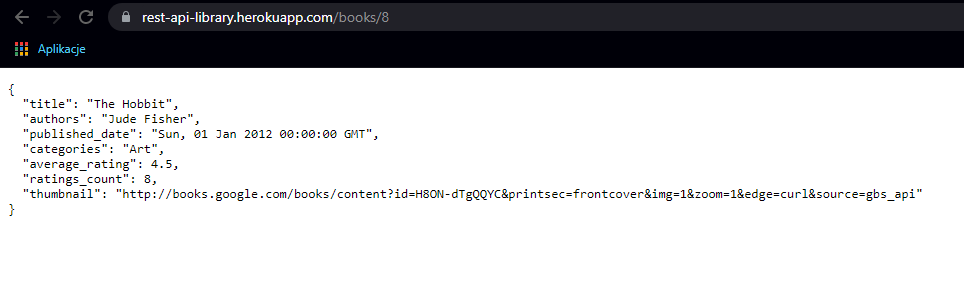 rest-api-library.herokuapp.com/books/8
Aplikacje
{
  "title": "The Hobbit",
  "authors": "Jude Fisher",
  "published_date": "Sun, 01 Jan 2012 00:00:00 GMT",
  "categories": "Art",
  "average_rating": 4.5,
  "ratings_count": 8,
  "thumbnail": "http://books.google.com/books/content?id=H8ON-dTgQQYC&printsec=frontcover&img=1&zoom=1&edge=curl&source=gbs_api"
}